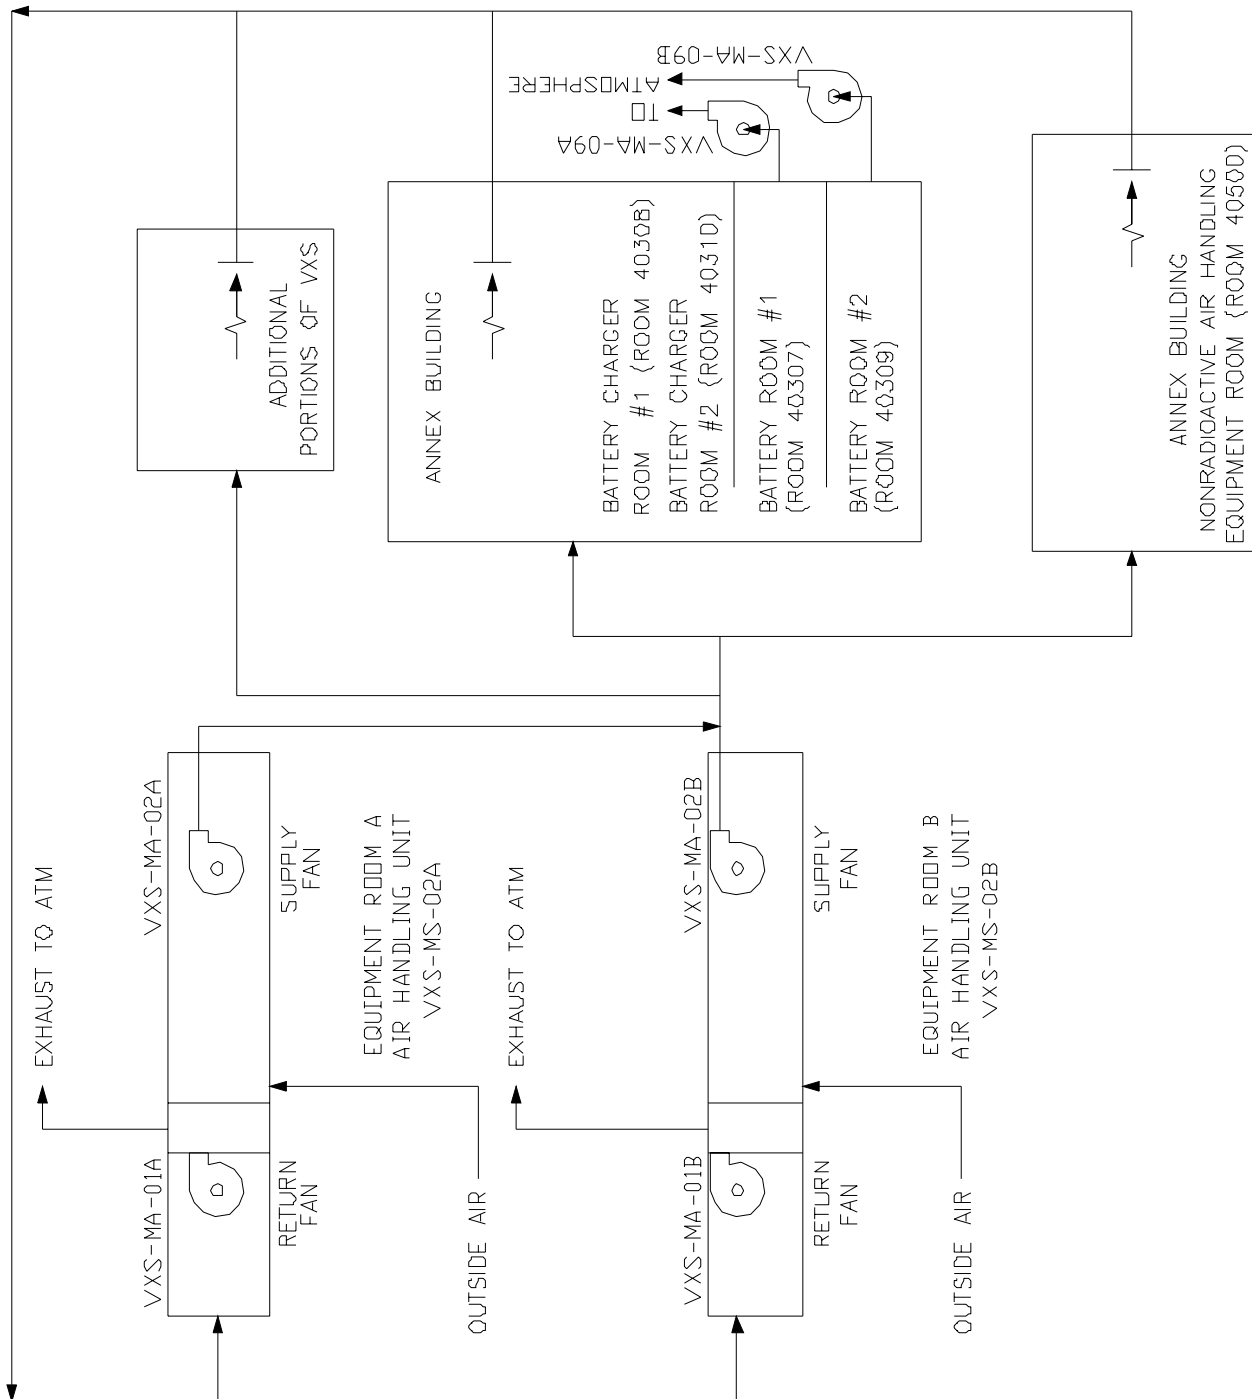 EXHAUST TO ATM
VXS-MA-01A
VXS-MA-02A
RETURN
FAN
SUPPLY
FAN
EQUIPMENT ROOM A
AIR HANDLING UNIT
VXS-MS-02A
OUTSIDE AIR
ADDITIONAL
PORTIONS OF VXS
EXHAUST TO ATM
VXS-MA-01B
VXS-MA-02B
RETURN
FAN
SUPPLY
FAN
EQUIPMENT ROOM B
AIR HANDLING UNIT
VXS-MS-02B
OUTSIDE AIR
ANNEX BUILDING
BATTERY CHARGER
ROOM #1 (ROOM 40308)
BATTERY CHARGER
ROOM #2 (ROOM 40310)
BATTERY ROOM #1
(ROOM 40307)
BATTERY ROOM #2
(ROOM 40309)
VXS-MA-09A
TO
ATMOSPHERE
VXS-MA-09B
ANNEX BUILDING
NONRADIOACTIVE AIR HANDLING
EQUIPMENT ROOM (ROOM 40500)